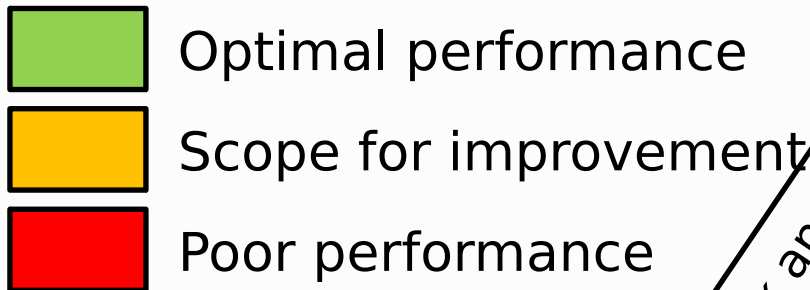 Optimal performance
Scope for improvement
Poor performance